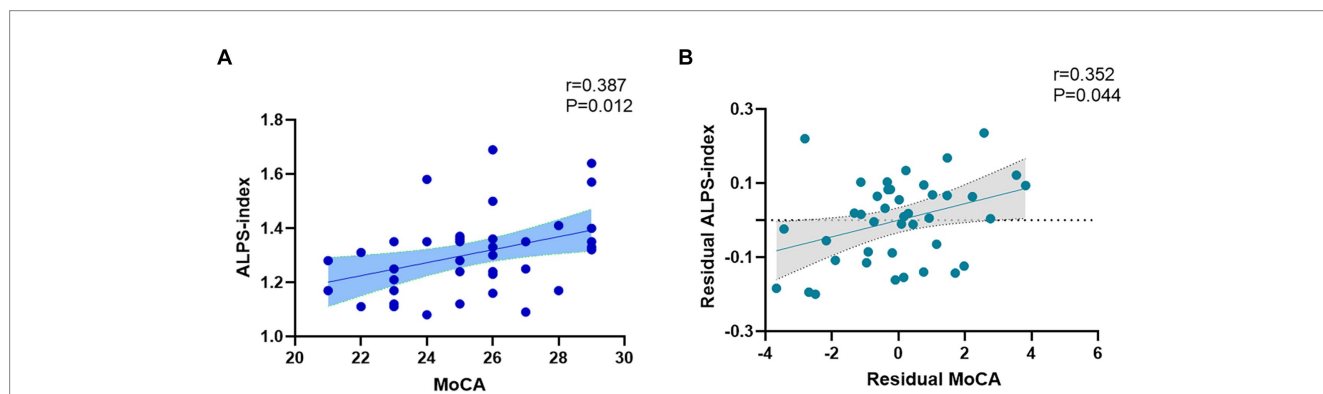 A
r=0.387
P=0.012
ALPS-index
1.8
1.6
1.4
1.2
1.0
20 22 24 26 28 30
MoCA
B
r=0.352
P=0.044
Residual ALPS-index
0.3
0.1
-0.1
-0.3
-4 -2 0 2 4 6
Residual MoCA